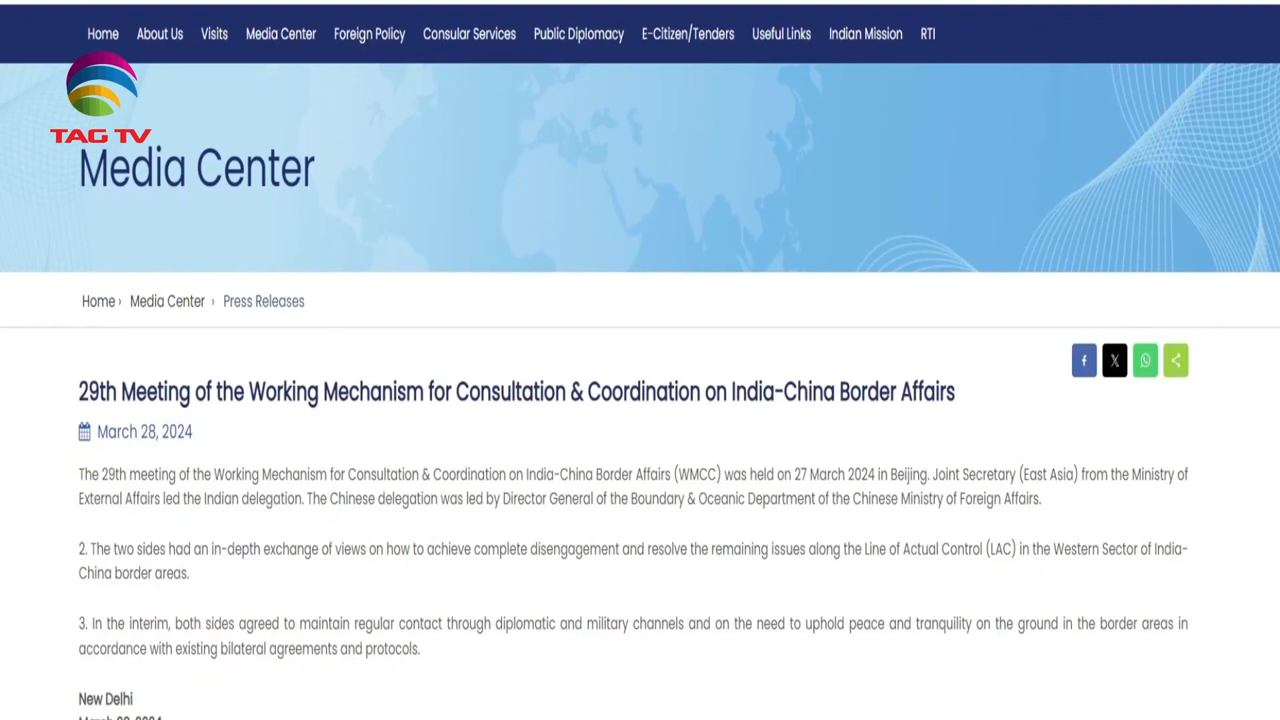 Home About Us Visits Media Center Foreign Policy Consular Services Public Diplomacy E-Citizen/Tenders Useful Links Indian Mission RTI
TAG TV
Media Center
Home › Media Center › Press Releases
29th Meeting of the Working Mechanism for Consultation & Coordination on India-China Border Affairs
March 28, 2024
The 29th meeting of the Working Mechanism for Consultation & Coordination on India-China Border Affairs (WMCC) was held on 27 March 2024 in Beijing. Joint Secretary (East Asia) from the Ministry of
External Affairs led the Indian delegation. The Chinese delegation was led by Director General of the Boundary & Oceanic Department of the Chinese Ministry of Foreign Affairs.
2. The two sides had an in-depth exchange of views on how to achieve complete disengagement and resolve the remaining issues along the Line of Actual Control (LAC) in the Western Sector of India-
China border areas.
3. In the interim, both sides agreed to maintain regular contact through diplomatic and military channels and on the need to uphold peace and tranquility on the ground in the border areas in
accordance with existing bilateral agreements and protocols.
New Delhi